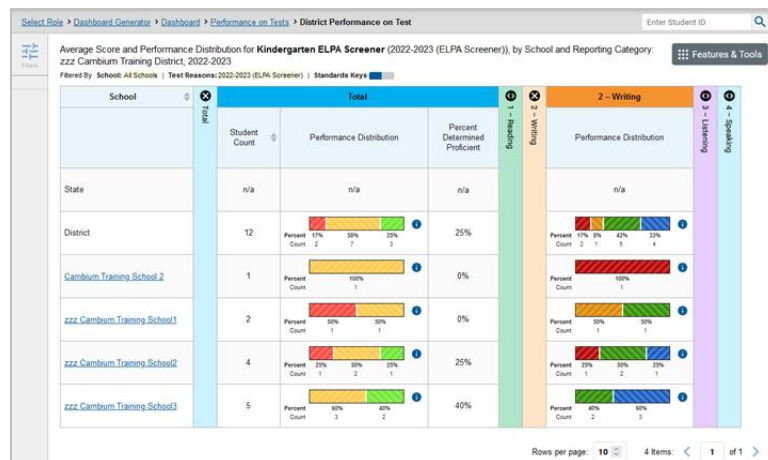 Select Role > Dashboard Generator > Dashboard > Performance on Tests > District Performance on Test
Enter Student ID
Filters
Average Score and Performance Distribution for Kindergarten ELPA Screener (2022-2023 (ELPA Screener)), by School and Reporting Category:
zzz Cambium Training District, 2022-2023
Features & Tools
Filtered By School: All Schools | Test Reasons: 2022-2023 (ELPA Screener) | Standards Keys
School
Total
Total
1 – Reading
2 – Writing
2 – Writing
3 – Listening
4 – Speaking
Student Count
Performance Distribution
Percent Determined Proficient
Performance Distribution
State n/a n/a n/a n/a
District 12 25%
Percent 17% 58% 25%
Count 2 7 3
Percent 17% 8% 42% 33%
Count 2 1 5 4
Cambium Training School 2 1 0%
Percent 100%
Count 1
Percent 100%
Count 1
zzz Cambium Training School1 2 0%
Percent 50% 50%
Count 1 1
Percent 50% 50%
Count 1 1
zzz Cambium Training School2 4 25%
Percent 25% 50% 25%
Count 1 2 1
Percent 25% 50% 25%
Count 1 2 1
zzz Cambium Training School3 5 40%
Percent 60% 40%
Count 3 2
Percent 40% 60%
Count 2 3
Rows per page: 10 4 Items: < 1 of 1 >